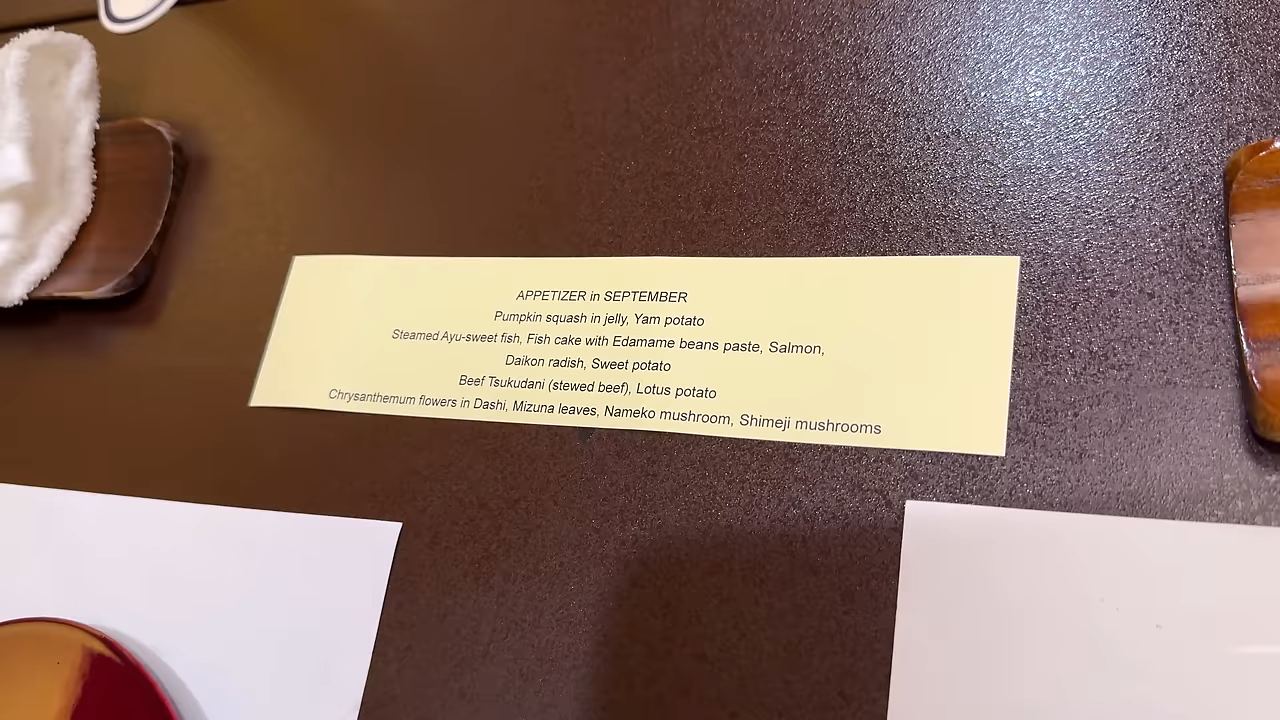 APPETIZER in SEPTEMBER
Pumpkin squash in jelly, Yam potato
Steamed Ayu-sweet fish, Fish cake with Edamame beans paste, Salmon,
Daikon radish, Sweet potato
Beef Tsukudani (stewed beef), Lotus potato
Chrysanthemum flowers in Dashi, Mizuna leaves, Nameko mushroom, Shimeji mushrooms